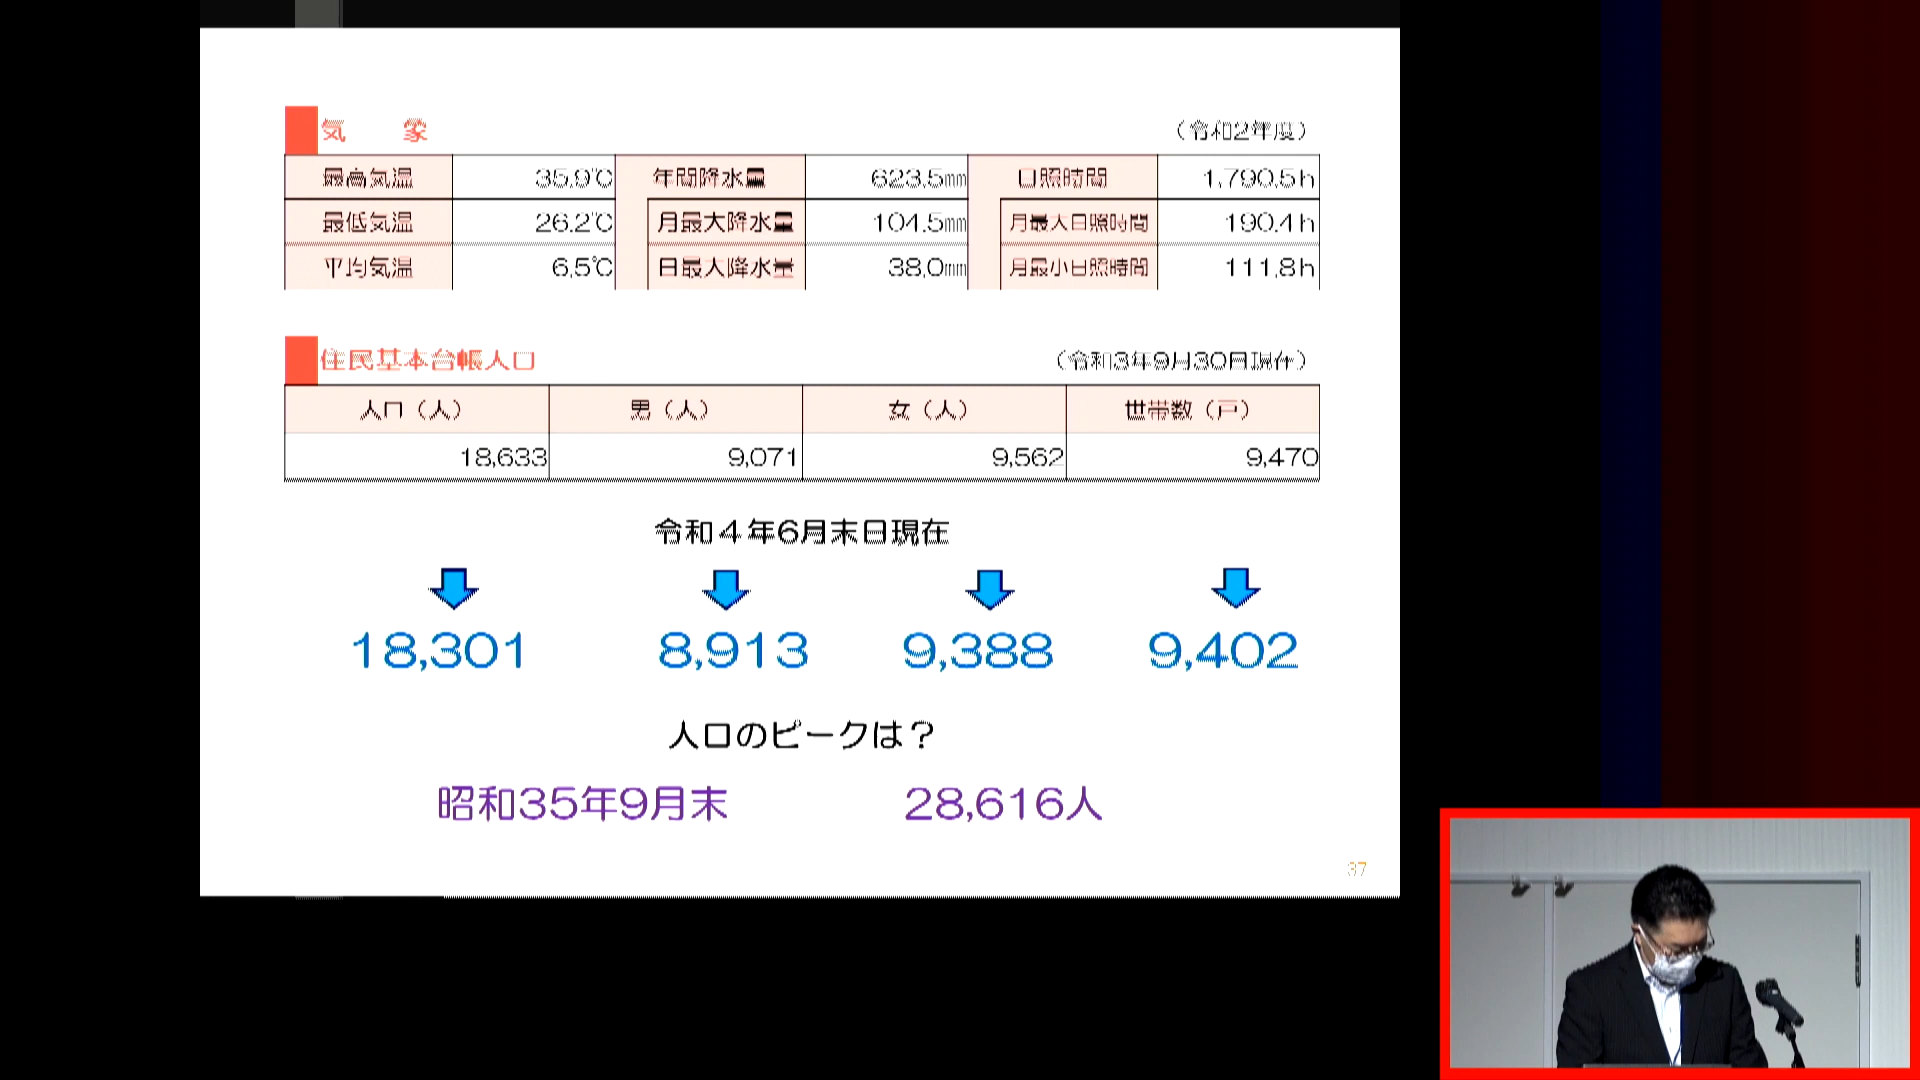 気 象 （令和2年度）
最高気温 35.9℃ 年間降水量 623.5㎜ 日照時間 1,790.5h
最低気温 26.2℃ 月最大降水量 104.5㎜ 月最大日照時間 190.4h
平均気温 6.5℃ 日最大降水量 38.0㎜ 月最小日照時間 111.8h
住民基本台帳人口 （令和3年9月30日現在）
人口（人） 男（人） 女（人） 世帯数（戸）
18,633 9,071 9,562 9,470
令和４年6月末日現在
18,301 8,913 9,388 9,402
人口のピークは？
昭和35年9月末 28,616人
37